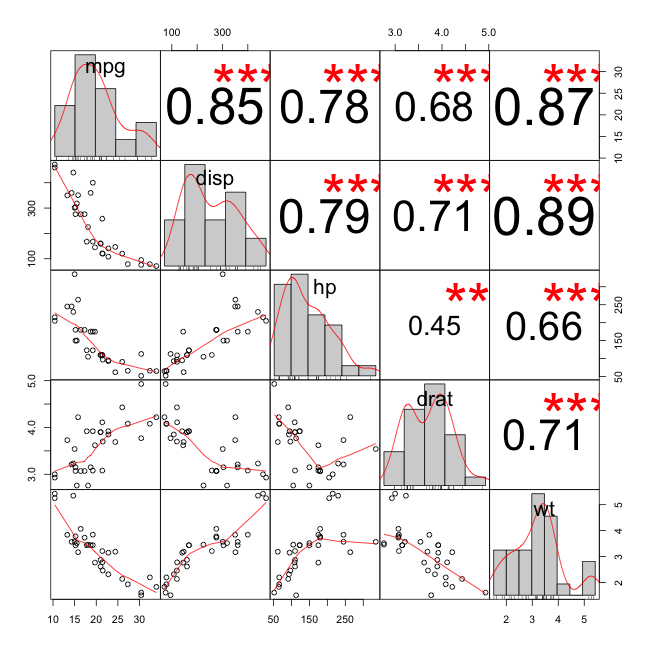 100 300
3.0 4.0 5.0
mpg 0.85 *** 0.78 *** 0.68 *** 0.87 ***
10 15 20 25 30
disp 0.79 *** 0.71 *** 0.89 ***
100 300
hp 0.45 ** 0.66 ***
50 150 250
drat 0.71 ***
3.0 4.0 5.0
wt
2 3 4 5
10 15 20 25 30
50 150 250
2 3 4 5